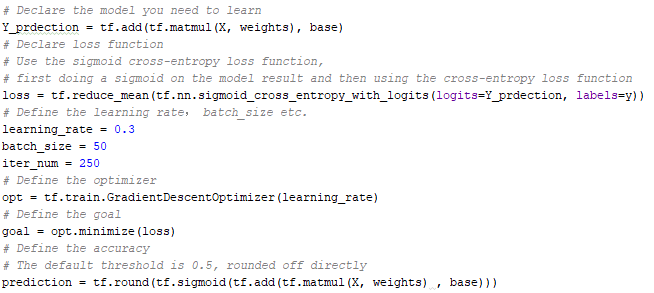 # Declare the model you need to learn
Y_prdection = tf.add(tf.matmul(X, weights), base)
# Declare loss function
# Use the sigmoid cross-entropy loss function,
# first doing a sigmoid on the model result and then using the cross-entropy loss function
loss = tf.reduce_mean(tf.nn.sigmoid_cross_entropy_with_logits(logits=Y_prdection, labels=y))
# Define the learning rate， batch_size etc.
learning_rate = 0.3
batch_size = 50
iter_num = 250
# Define the optimizer
opt = tf.train.GradientDescentOptimizer(learning_rate)
# Define the goal
goal = opt.minimize(loss)
# Define the accuracy
# The default threshold is 0.5, rounded off directly
prediction = tf.round(tf.sigmoid(tf.add(tf.matmul(X, weights) , base)))